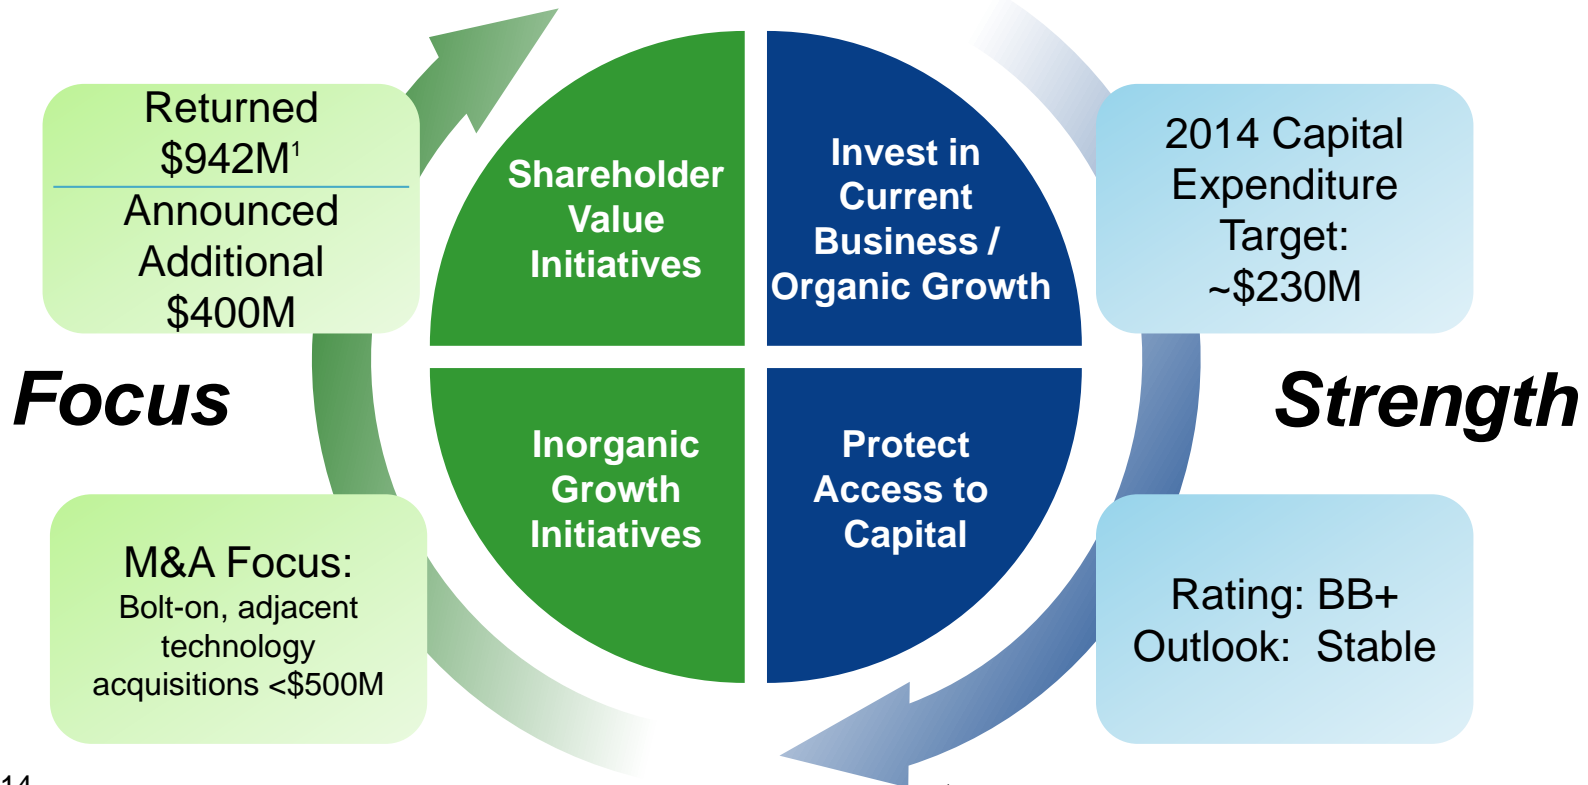 Returned
$942M¹
Announced
Additional
$400M
Shareholder
Value
Initiatives
Invest in
Current
Business /
Organic Growth
2014 Capital
Expenditure
Target:
~$230M
Focus
Strength
M&A Focus:
Bolt-on, adjacent
technology
acquisitions <$500M
Inorganic
Growth
Initiatives
Protect
Access to
Capital
Rating: BB+
Outlook: Stable